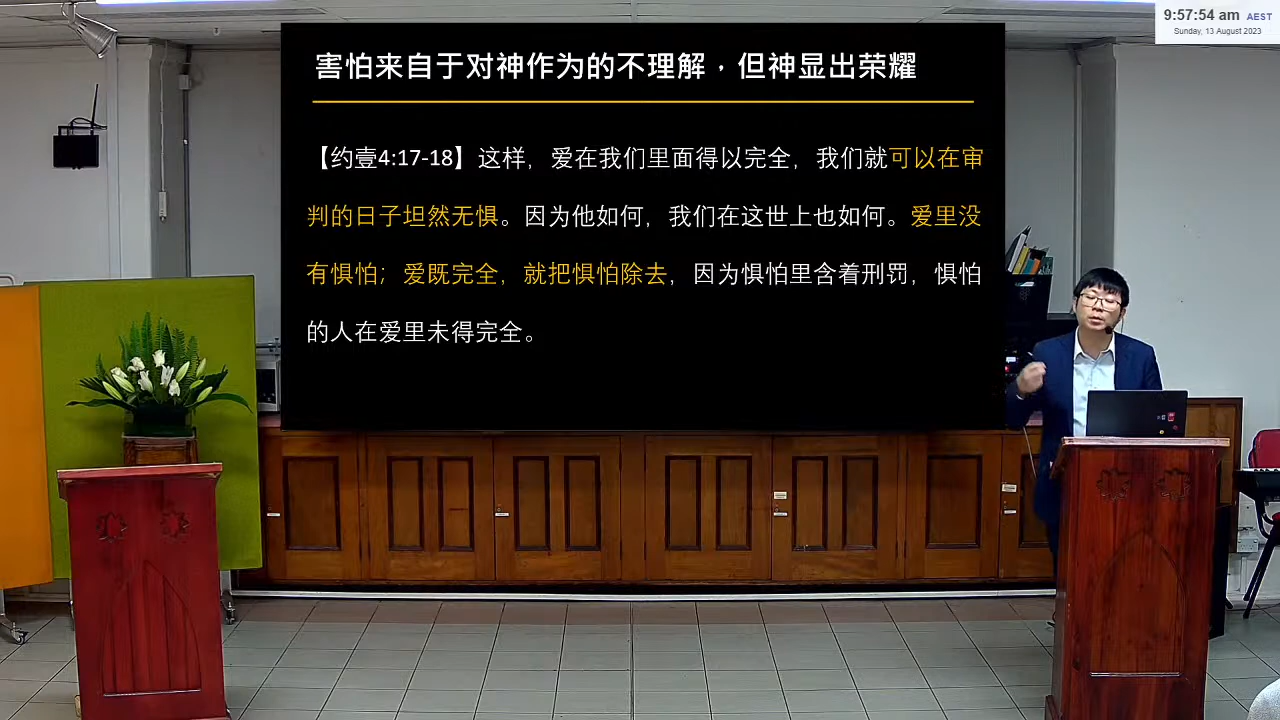 9:57:54 am AEST
Sunday, 13 August 2023
害怕来自于对神作为的不理解，但神显出荣耀
【约壹4:17-18】这样，爱在我们里面得以完全，我们就可以在审
判的日子坦然无惧。因为他如何，我们在这世上也如何。爱里没
有惧怕；爱既完全，就把惧怕除去，因为惧怕里含着刑罚，惧怕
的人在爱里未得完全。